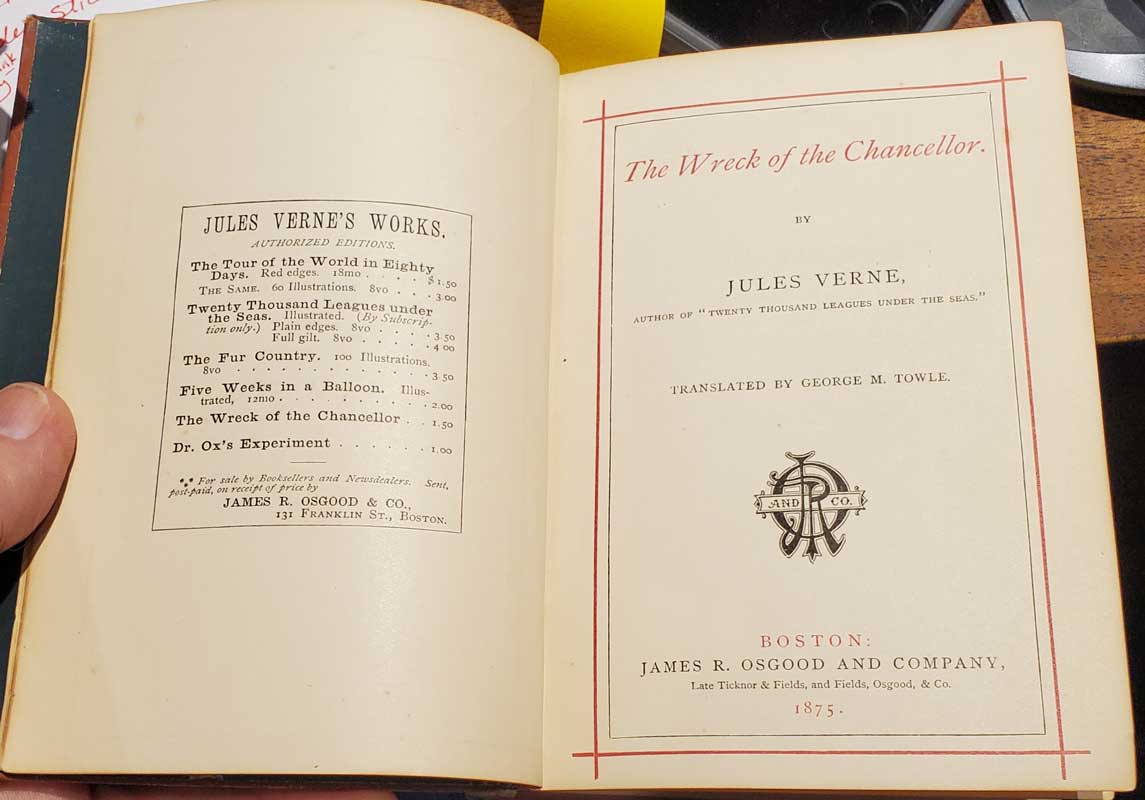 JULES VERNE'S WORKS.
AUTHORIZED EDITIONS.
The Tour of the World in Eighty
Days. Red edges. 18mo . . . . $1.50
THE SAME. 60 Illustrations. 8vo . . . 3.00
Twenty Thousand Leagues under
the Seas. Illustrated. (By Subscrip-
tion only.) Plain edges. 8vo . . . . 3.50
Full gilt. 8vo . . . . . 4.00
The Fur Country. 100 Illustrations.
8vo . . . . . . . . . . . . 3.50
Five Weeks in a Balloon. Illus-
trated, 12mo . . . . . . . . . 2.00
The Wreck of the Chancellor . . 1.50
Dr. Ox's Experiment . . . . . . 1.00
*** For sale by Booksellers and Newsdealers. Sent,
post-paid, on receipt of price by
JAMES R. OSGOOD & CO.,
131 FRANKLIN ST., BOSTON.
The Wreck of the Chancellor.
BY
JULES VERNE,
AUTHOR OF "TWENTY THOUSAND LEAGUES UNDER THE SEAS."
TRANSLATED BY GEORGE M. TOWLE.
AND CO.
BOSTON:
JAMES R. OSGOOD AND COMPANY,
Late Ticknor & Fields, and Fields, Osgood, & Co.
1875.